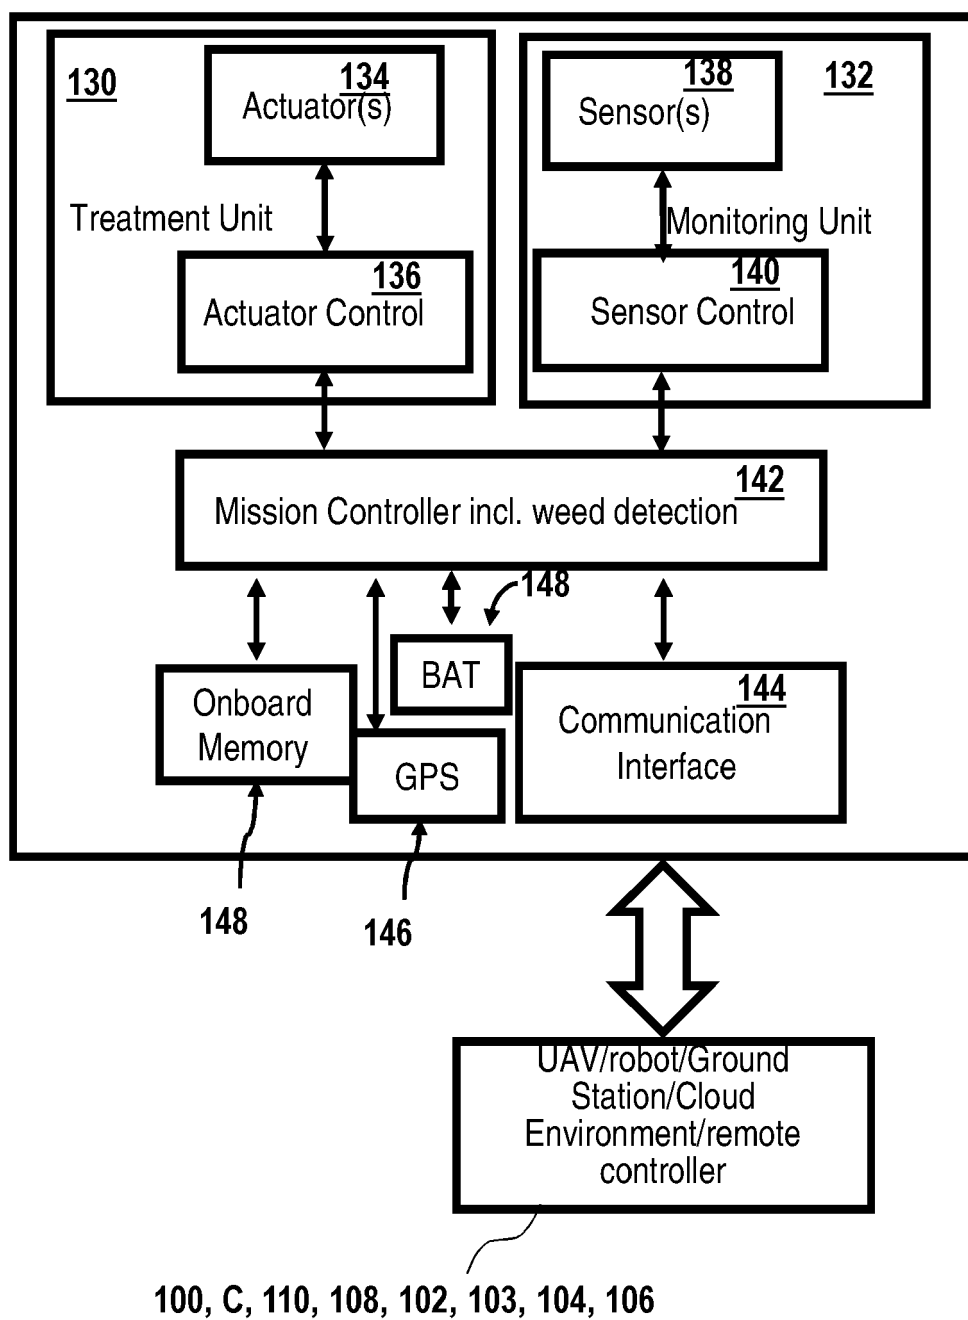 130
134
Actuator(s)
138
Sensor(s)
132
Treatment Unit
Monitoring Unit
136
Actuator Control
140
Sensor Control
142
Mission Controller incl. weed detection
148
BAT
Onboard
Memory
GPS
144
Communication
Interface
148
146
UAV/robot/Ground
Station/Cloud
Environment/remote
controller
100, C, 110, 108, 102, 103, 104, 106